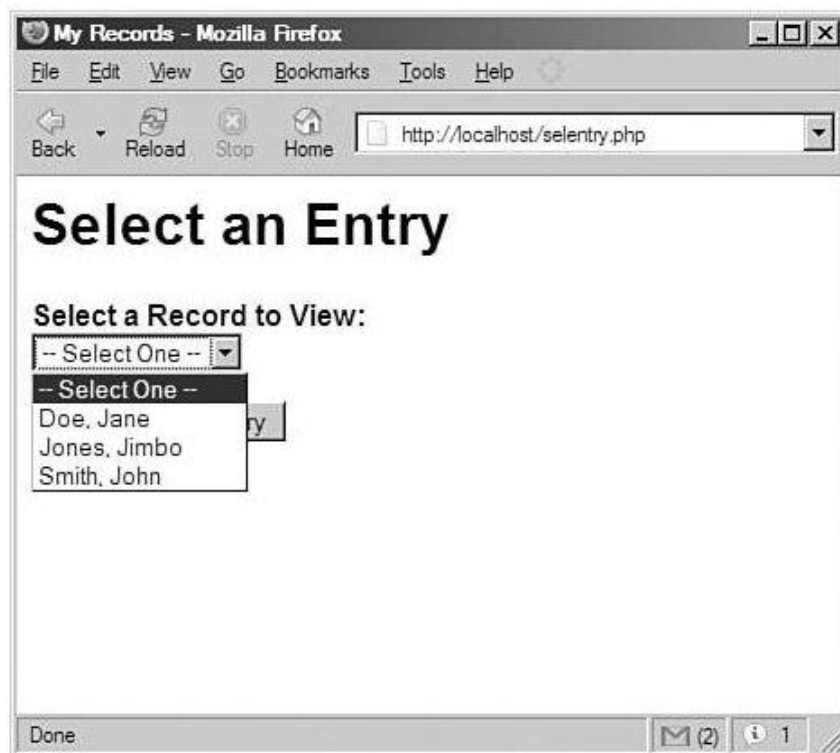 My Records - Mozilla Firefox
File Edit View Go Bookmarks Tools Help
Back Reload Stop Home http://localhost/selentry.php
Select an Entry
Select a Record to View:
-- Select One --
-- Select One --
Doe, Jane
ry
Jones, Jimbo
Smith, John
Done (2) 1